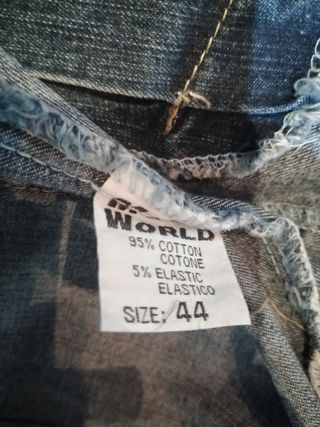 WORLD
95% COTTON
COTONE
5% ELASTIC
ELASTICO
SIZE: 44